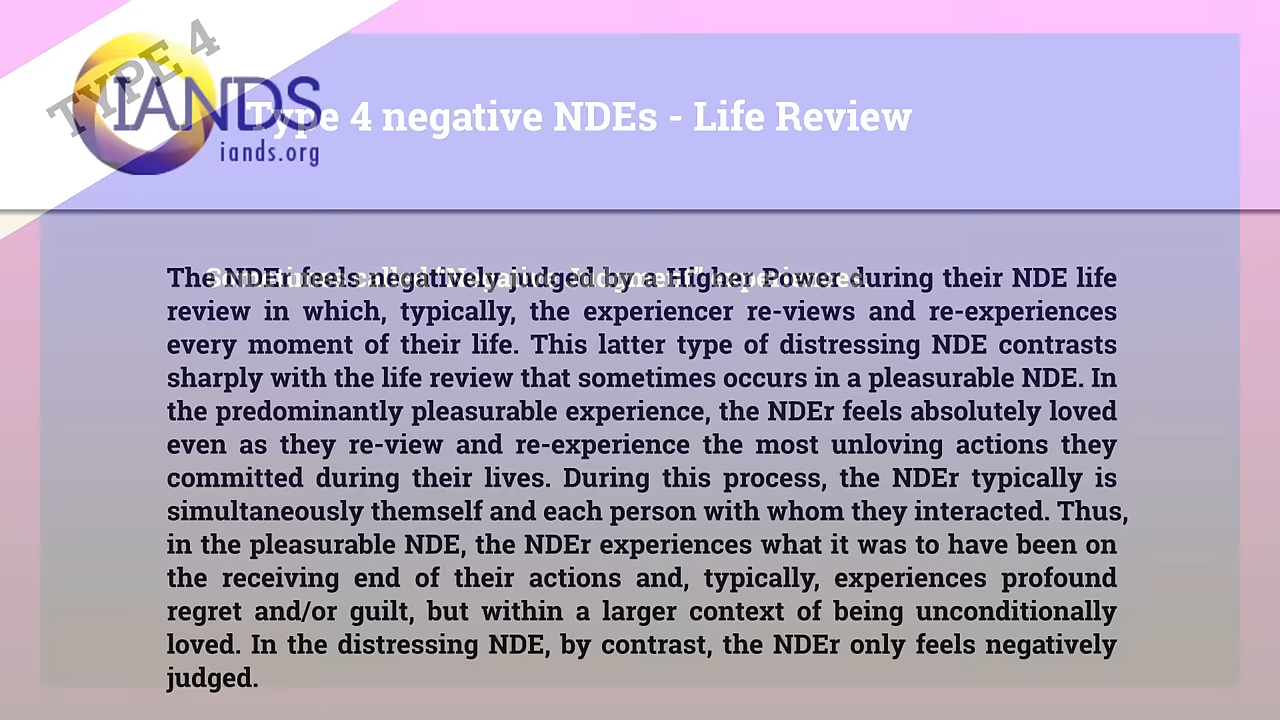 TYPE 4
IANDS
iands.org
Type 4 negative NDEs - Life Review
Sometimes called "Negative Judgment" experienced
The NDEr feels negatively judged by a Higher Power during their NDE life
review in which, typically, the experiencer re-views and re-experiences
every moment of their life. This latter type of distressing NDE contrasts
sharply with the life review that sometimes occurs in a pleasurable NDE. In
the predominantly pleasurable experience, the NDEr feels absolutely loved
even as they re-view and re-experience the most unloving actions they
committed during their lives. During this process, the NDEr typically is
simultaneously themself and each person with whom they interacted. Thus,
in the pleasurable NDE, the NDEr experiences what it was to have been on
the receiving end of their actions and, typically, experiences profound
regret and/or guilt, but within a larger context of being unconditionally
loved. In the distressing NDE, by contrast, the NDEr only feels negatively
judged.